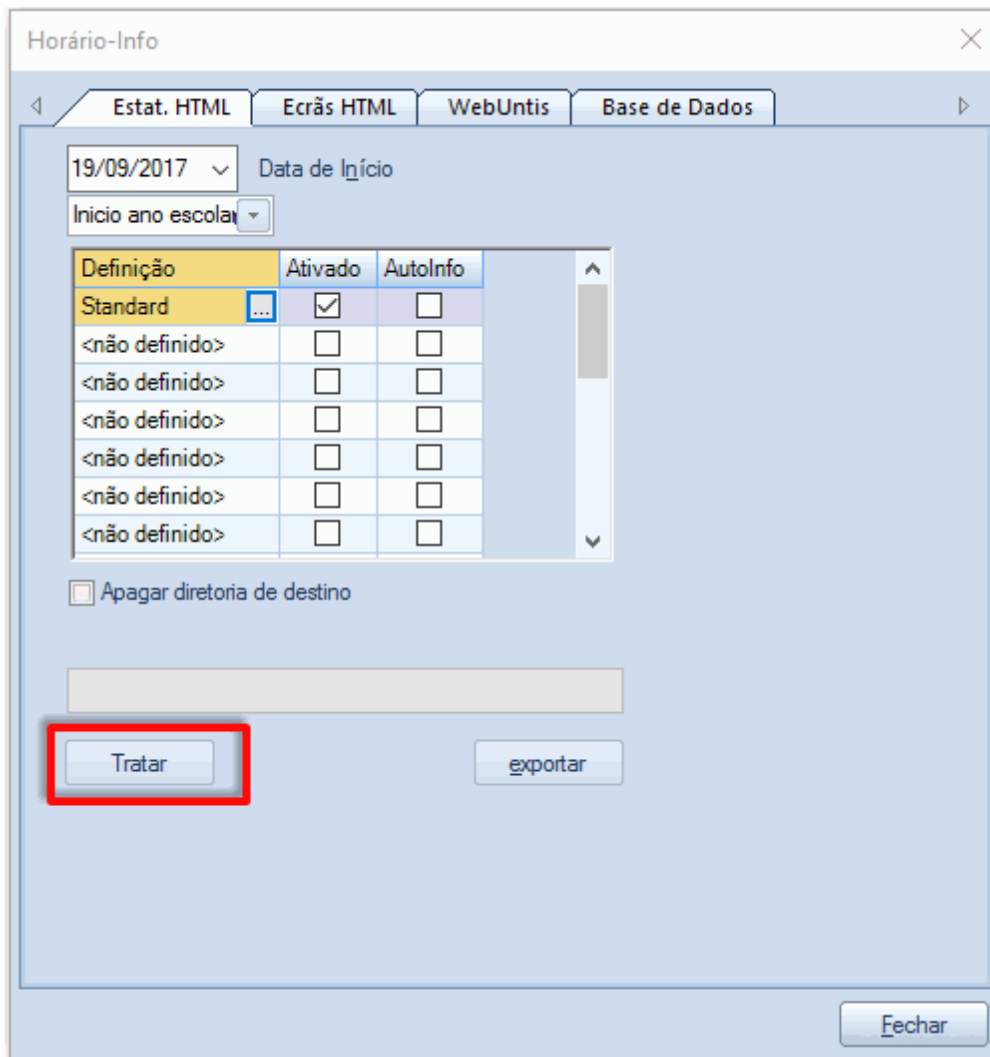 Horário-Info
Estat. HTML Ecrãs HTML WebUntis Base de Dados
19/09/2017 Data de Início
Inicio ano escolar
Definição Ativado AutoInfo
Standard ...
<não definido>
<não definido>
<não definido>
<não definido>
<não definido>
<não definido>
Apagar diretoria de destino
Tratar exportar
Fechar